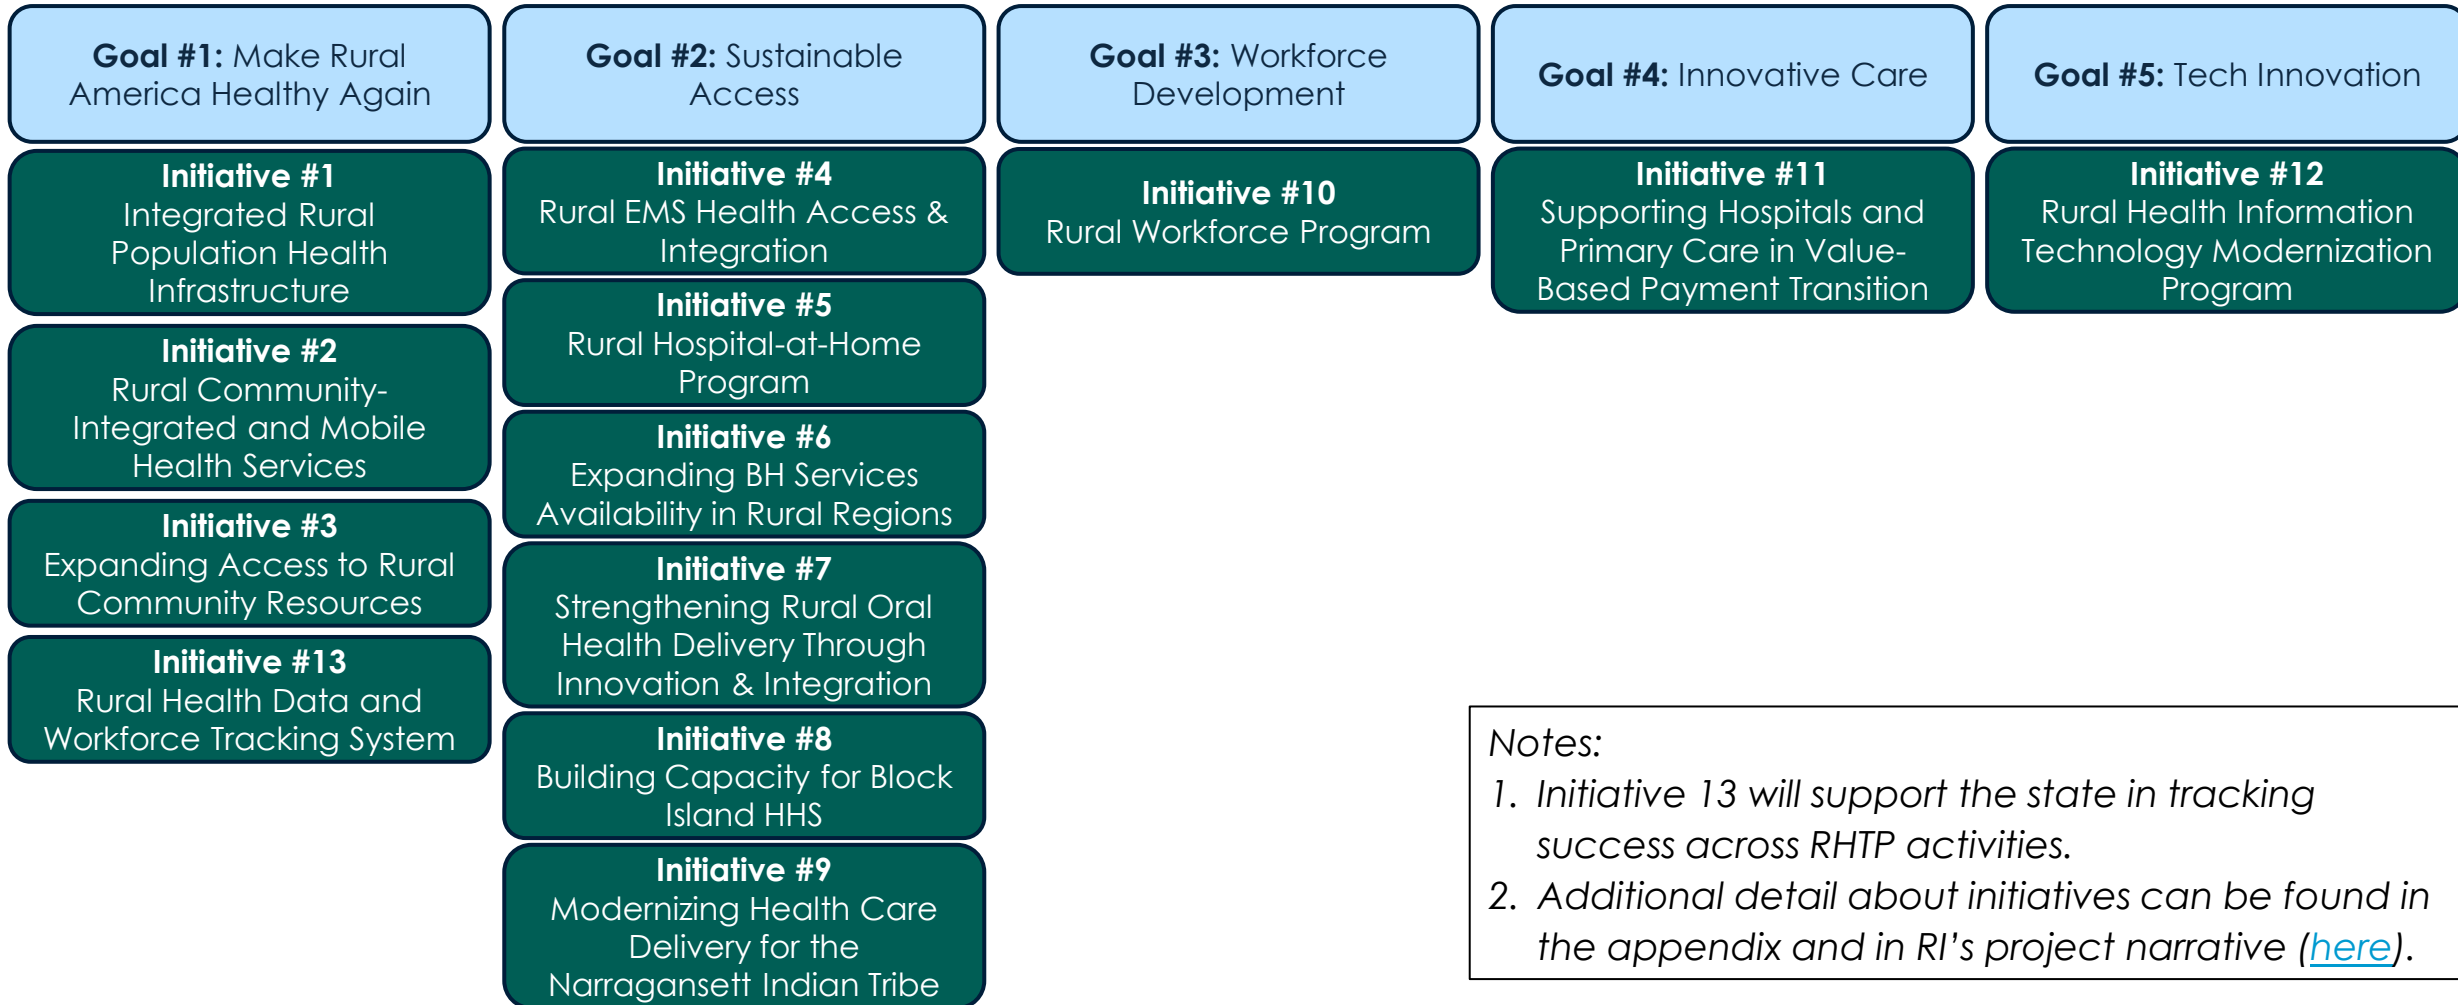 Goal #1: Make Rural
America Healthy Again
Initiative #1
Integrated Rural
Population Health
Infrastructure
Initiative #2
Rural Community-
Integrated and Mobile
Health Services
Initiative #3
Expanding Access to Rural
Community Resources
Initiative #13
Rural Health Data and
Workforce Tracking System
Goal #2: Sustainable
Access
Initiative #4
Rural EMS Health Access &
Integration
Initiative #5
Rural Hospital-at-Home
Program
Initiative #6
Expanding BH Services
Availability in Rural Regions
Initiative #7
Strengthening Rural Oral
Health Delivery Through
Innovation & Integration
Initiative #8
Building Capacity for Block
Island HHS
Initiative #9
Modernizing Health Care
Delivery for the
Narragansett Indian Tribe
Goal #3: Workforce
Development
Initiative #10
Rural Workforce Program
Goal #4: Innovative Care
Initiative #11
Supporting Hospitals and
Primary Care in Value-
Based Payment Transition
Goal #5: Tech Innovation
Initiative #12
Rural Health Information
Technology Modernization
Program
Notes:
1. Initiative 13 will support the state in tracking
success across RHTP activities.
2. Additional detail about initiatives can be found in
the appendix and in RI’s project narrative (here).